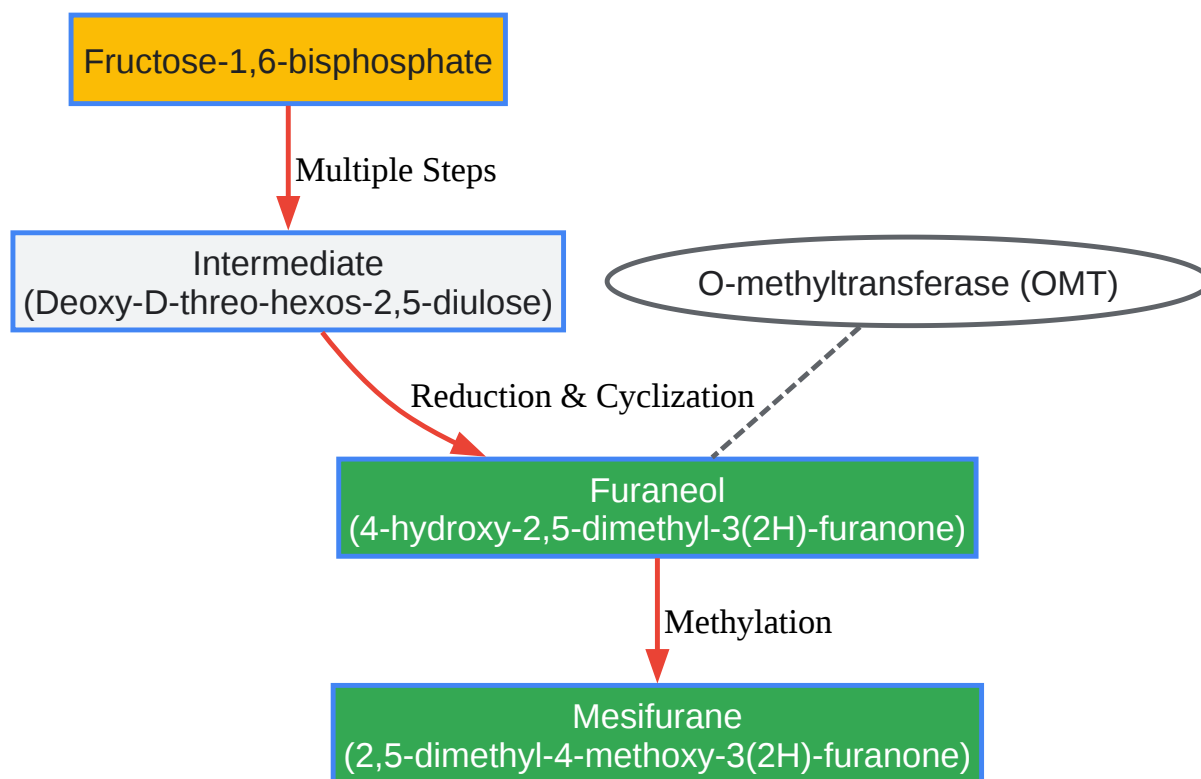 Fructose-1,6-bisphosphate
Multiple Steps
Intermediate
(Deoxy-D-threo-hexos-2,5-diulose)
O-methyltransferase (OMT)
Reduction & Cyclization
Furaneol
(4-hydroxy-2,5-dimethyl-3(2H)-furanone)
Methylation
Mesifurane
(2,5-dimethyl-4-methoxy-3(2H)-furanone)